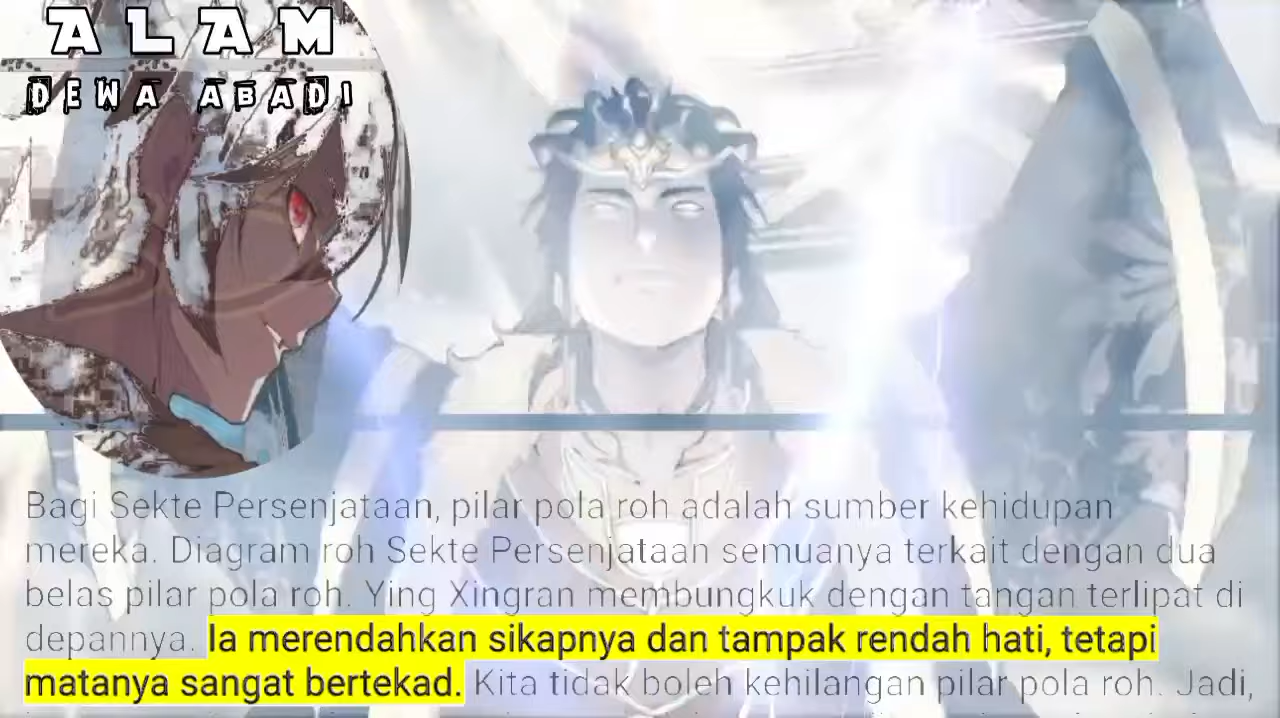 ALAM
DEWA ABADI
Bagi Sekte Persenjataan, pilar pola roh adalah sumber kehidupan
mereka. Diagram roh Sekte Persenjataan semuanya terkait dengan dua
belas pilar pola roh. Ying Xingran membungkuk dengan tangan terlipat di
depannya. Ia merendahkan sikapnya dan tampak rendah hati, tetapi
matanya sangat bertekad. Kita tidak boleh kehilangan pilar pola roh. Jadi,